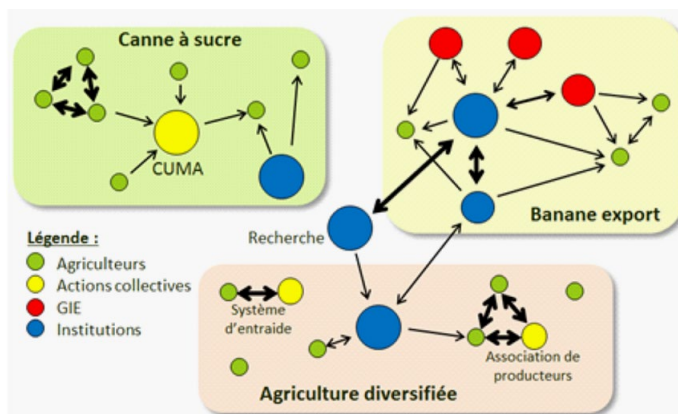 Canne à sucre
CUMA
Banane export
Recherche
Légende :
Agriculteurs
Actions collectives
GIE
Institutions
Système
d'entraide
Association de
producteurs
Agriculture diversifiée